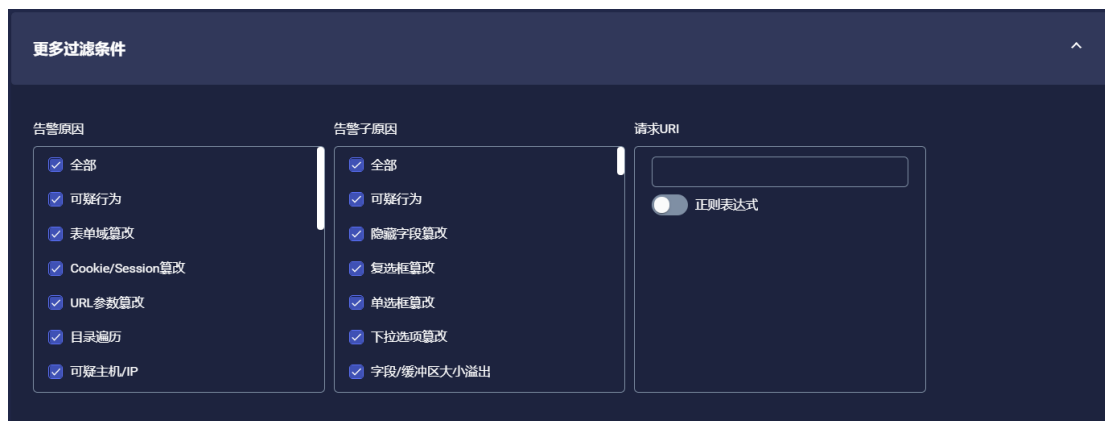 更多过滤条件
告警原因
全部
可疑行为
表单域篡改
Cookie/Session篡改
URL参数篡改
目录遍历
可疑主机/IP
告警子原因
全部
可疑行为
隐藏字段篡改
复选框篡改
单选框篡改
下拉选项篡改
字段/缓冲区大小溢出
请求URI
正则表达式